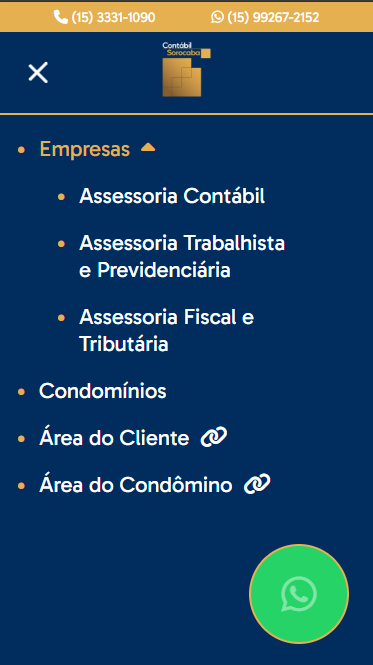 (15) 3331-1090 (15) 99267-2152
Contábil
Sorocaba
Empresas
Assessoria Contábil
Assessoria Trabalhista
e Previdenciária
Assessoria Fiscal e
Tributária
Condomínios
Área do Cliente
Área do Condômino